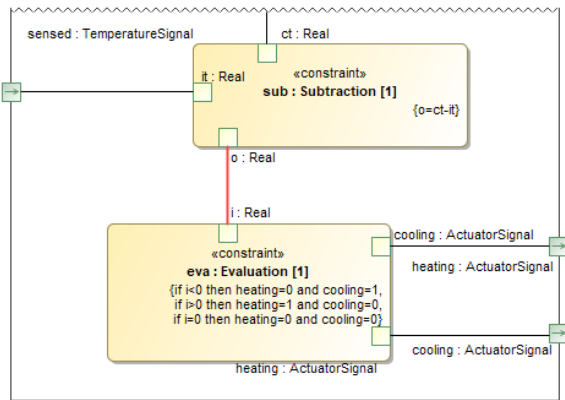 sensed : TemperatureSignal
ct : Real
it : Real
«constraint»
sub : Subtraction [1]
{o=ct-it}
o : Real
i : Real
«constraint»
eva : Evaluation [1]
{if i<0 then heating=0 and cooling=1,
if i>0 then heating=1 and cooling=0,
if i=0 then heating=0 and cooling=0}
cooling : ActuatorSignal
heating : ActuatorSignal
cooling : ActuatorSignal
heating : ActuatorSignal